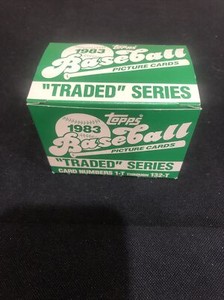 1983 Topps
Baseball
PICTURE CARDS
"TRADED" SERIES
Topps
1983
Baseball
PICTURE CARDS
"TRADED" SERIES
CARD NUMBERS 1-T THROUGH 132-T